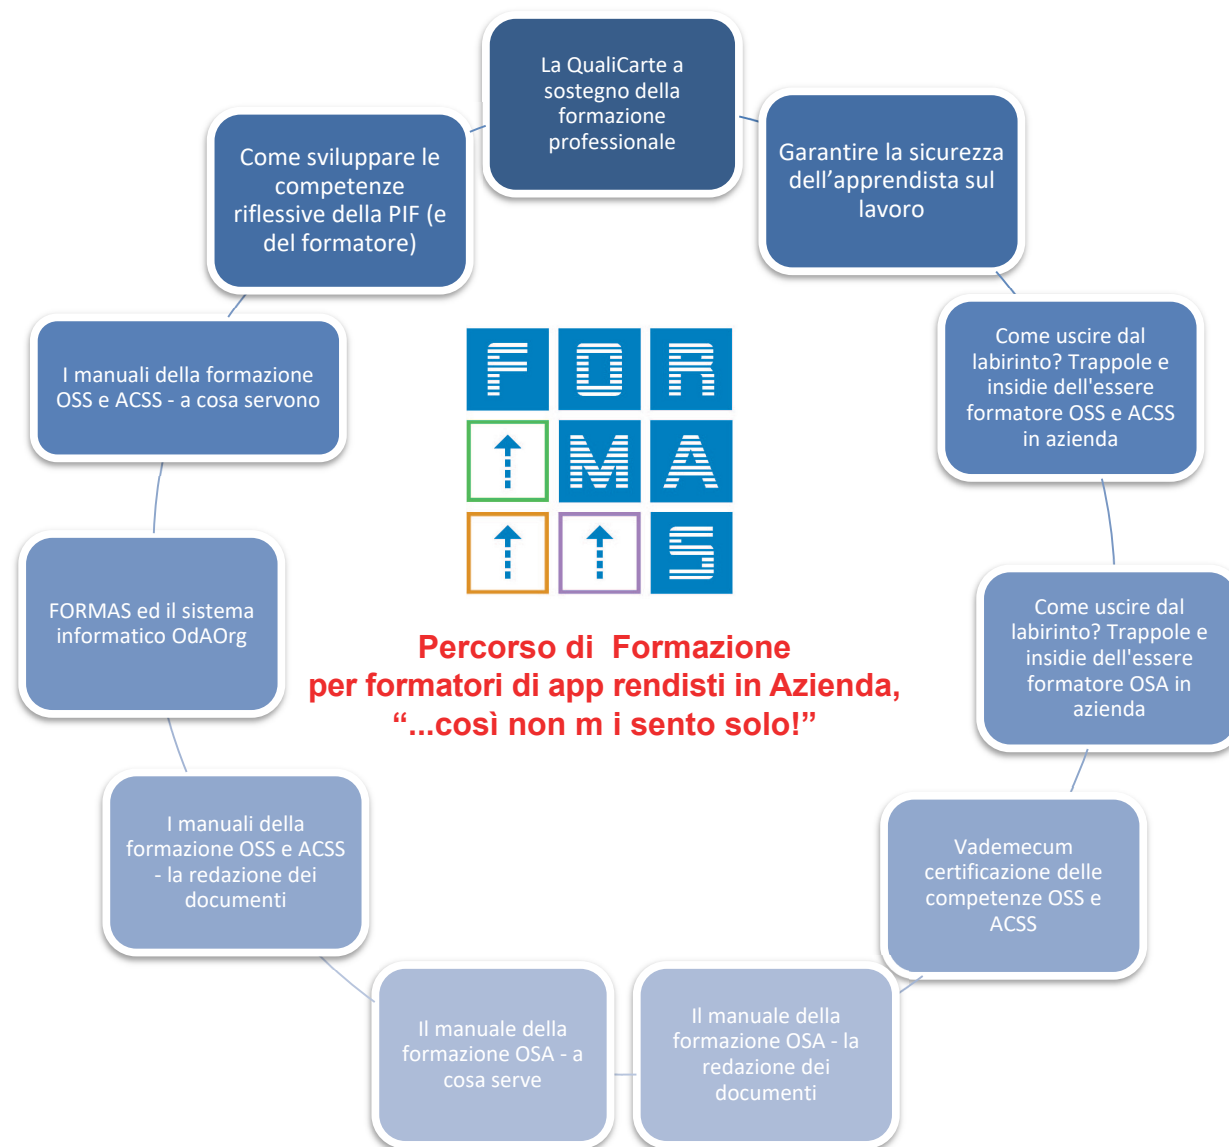 La QualiCarte a
sostegno della
formazione
professionale
Garantire la sicurezza
dell’apprendista sul
lavoro
Come uscire dal
labirinto? Trappole e
insidie dell'essere
formatore OSS e ACSS
in azienda
Come uscire dal
labirinto? Trappole e
insidie dell'essere
formatore OSA in
azienda
Vademecum
certificazione delle
competenze OSS e
ACSS
Il manuale della
formazione OSA - la
redazione dei
documenti
Il manuale della
formazione OSA - a
cosa serve
I manuali della
formazione OSS e ACSS
- la redazione dei
documenti
FORMAS ed il sistema
informatico OdAOrg
I manuali della formazione
OSS e ACSS - a cosa servono
Come sviluppare le
competenze
riflessive della PIF (e
del formatore)
FOR
MA
S
Percorso di  Formazione
per formatori di app rendisti in Azienda,
“...così non m i sento solo!”